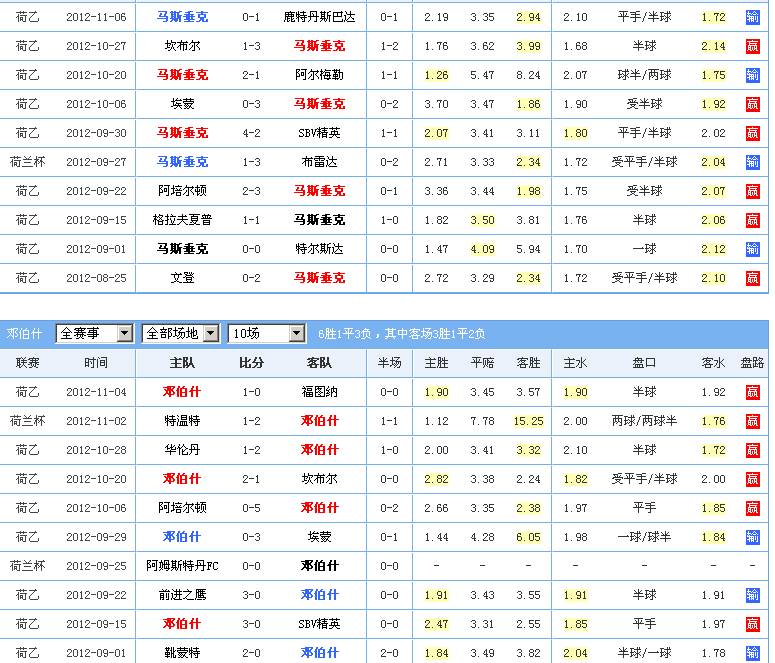 荷乙 2012-11-06 马斯垂克 0-1 鹿特丹斯巴达 0-1 2.19 3.35 2.94 2.10 平手/半球 1.72 输
荷乙 2012-10-27 坎布尔 1-3 马斯垂克 1-2 1.76 3.62 3.99 1.68 半球 2.14 赢
荷乙 2012-10-20 马斯垂克 2-1 阿尔梅勒 1-1 1.26 5.47 8.24 2.07 球半/两球 1.75 输
荷乙 2012-10-06 埃蒙 0-3 马斯垂克 0-2 3.70 3.47 1.86 1.90 受半球 1.92 赢
荷乙 2012-09-30 马斯垂克 4-2 SBV精英 1-1 2.07 3.41 3.11 1.80 平手/半球 2.02 赢
荷兰杯 2012-09-27 马斯垂克 1-3 布雷达 0-2 2.71 3.33 2.34 1.72 受平手/半球 2.04 输
荷乙 2012-09-22 阿培尔顿 2-3 马斯垂克 0-1 3.36 3.44 1.98 1.75 受半球 2.07 赢
荷乙 2012-09-15 格拉夫夏普 1-1 马斯垂克 1-0 1.82 3.50 3.81 1.76 半球 2.06 赢
荷乙 2012-09-01 马斯垂克 0-0 特尔斯达 0-0 1.47 4.09 5.94 1.70 一球 2.12 输
荷乙 2012-08-25 文登 0-2 马斯垂克 0-0 2.72 3.29 2.34 1.72 受平手/半球 2.10 赢
邓伯什 全赛事 全部场地 10场 6胜1平3负，其中客场3胜1平2负
联赛 时间 主队 比分 客队 半场 主胜 平赔 客胜 主水 盘口 客水 盘路
荷乙 2012-11-04 邓伯什 1-0 福图纳 0-0 1.90 3.45 3.57 1.90 半球 1.92 赢
荷兰杯 2012-11-02 特温特 1-2 邓伯什 1-1 1.12 7.78 15.25 2.00 两球/两球半 1.76 赢
荷乙 2012-10-28 华伦丹 1-2 邓伯什 1-0 2.00 3.41 3.32 2.10 半球 1.72 赢
荷乙 2012-10-20 邓伯什 2-1 坎布尔 0-0 2.82 3.38 2.24 1.82 受平手/半球 2.00 赢
荷乙 2012-10-06 阿培尔顿 0-5 邓伯什 0-2 2.66 3.35 2.38 1.97 平手 1.85 赢
荷乙 2012-09-29 邓伯什 0-3 埃蒙 0-1 1.44 4.28 6.05 1.98 一球/球半 1.84 输
荷兰杯 2012-09-25 阿姆斯特丹FC 0-0 邓伯什 0-0 - - - - - - -
荷乙 2012-09-22 前进之鹰 3-0 邓伯什 0-0 1.91 3.43 3.55 1.91 半球 1.91 输
荷乙 2012-09-15 邓伯什 3-0 SBV精英 0-0 2.47 3.31 2.55 1.85 平手 1.97 赢
荷乙 2012-09-01 靴蒙特 2-0 邓伯什 2-0 1.84 3.49 3.82 2.04 半球/一球 1.78 输